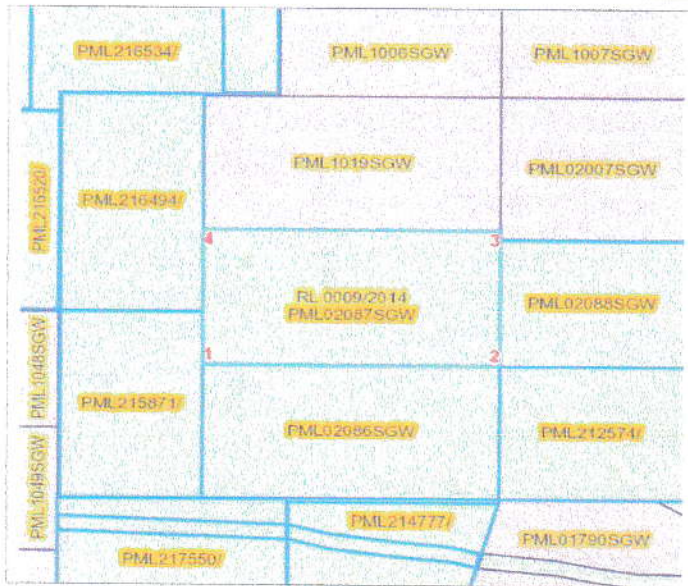 PML216534/
PML1006SGW
PML1007SGW
PML216520/
PML216494/
PML1019SGW
PML02007SGW
4
3
RL 0009/2014
PML02087SGW
PML02088SGW
1
2
PML1048SGW
PML215871/
PML02086SGW
PML212574/
PML1049SGW
PML214777/
PML01790SGW
PML217550/